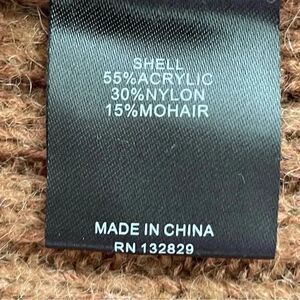 SHELL
55%ACRYLIC
30%NYLON
15%MOHAIR
MADE IN CHINA
RN 132829